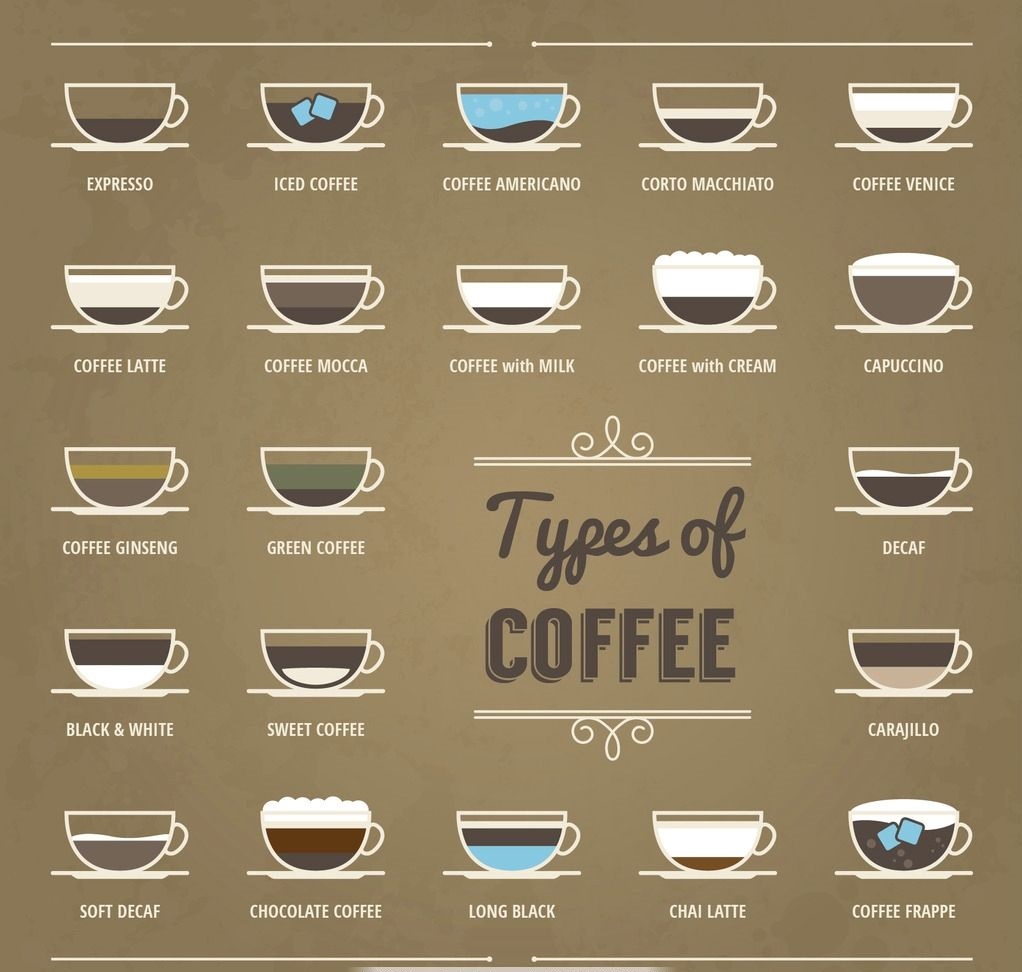 EXPRESSO
ICED COFFEE
COFFEE AMERICANO
CORTO MACCHIATO
COFFEE VENICE
COFFEE LATTE
COFFEE MOCCA
COFFEE with MILK
COFFEE with CREAM
CAPUCCINO
COFFEE GINSENG
GREEN COFFEE
Types of
COFFEE
DECAF
BLACK & WHITE
SWEET COFFEE
CARAJILLO
SOFT DECAF
CHOCOLATE COFFEE
LONG BLACK
CHAI LATTE
COFFEE FRAPPE